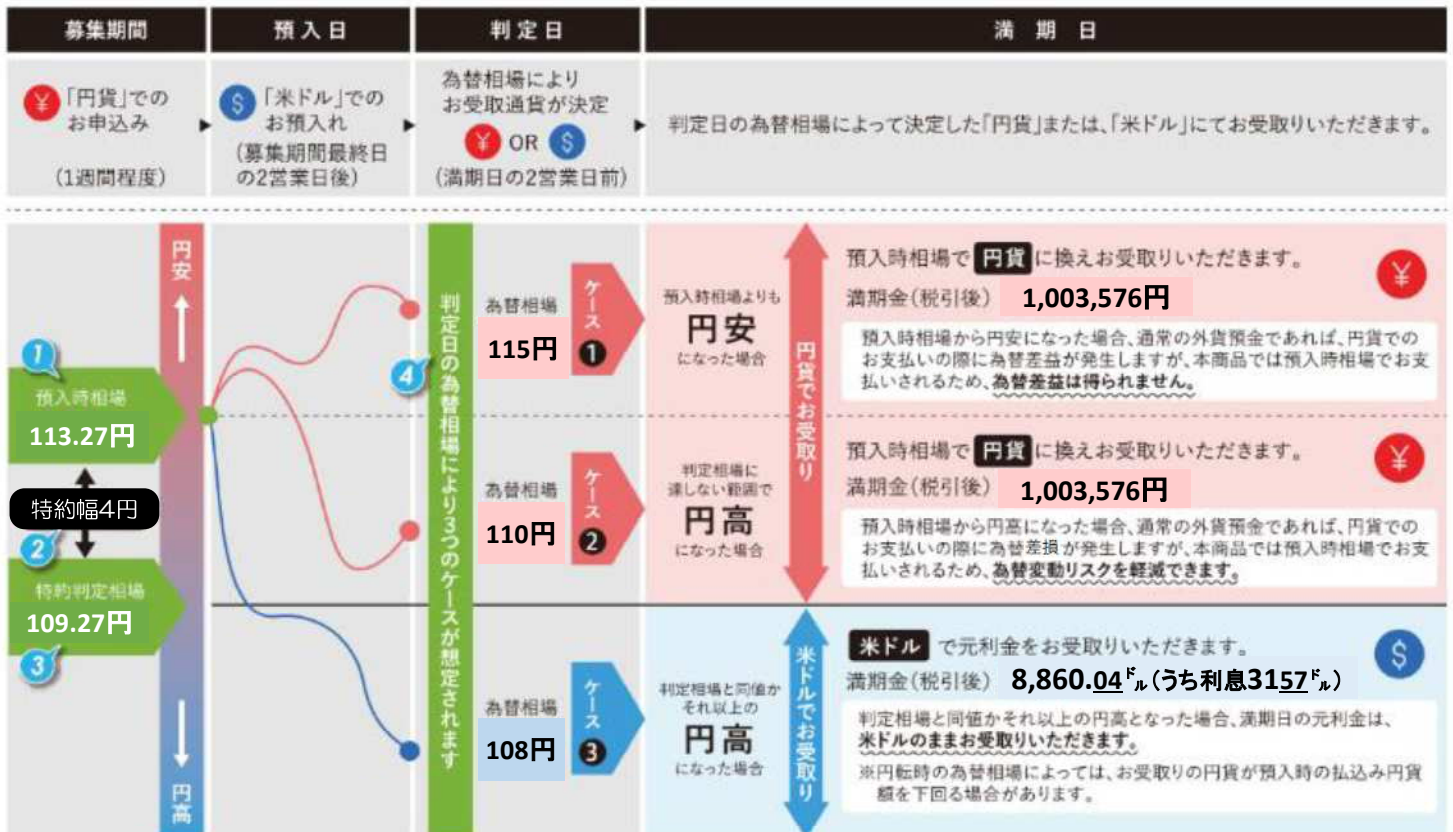 募集期間
預入日
判定日
満期日
¥
「円貨」での
お申込み
(1週間程度)
$
「米ドル」での
お預入れ
(募集期間最終日
の2営業日後)
為替相場により
お受取通貨が決定
¥ OR $
(満期日の2営業日前)
判定日の為替相場によって決定した「円貨」または、「米ドル」にてお受取りいただきます。
円安
1
預入時相場
113.27円
特約幅4円
2
特約判定相場
109.27円
3
円高
4
判定日の為替相場により3つのケースが想定されます
為替相場
115円
ケース❶
預入時相場よりも
円安
になった場合
円貨でお受取り
預入時相場で 円貨 に換えお受取りいただきます。
満期金(税引後) 1,003,576円
¥
預入時相場から円安になった場合、通常の外貨預金であれば、円貨での
お支払いの際に為替差益が発生しますが、本商品では預入時相場でお支
払いされるため、為替差益は得られません。
為替相場
110円
ケース❷
判定相場に
達しない範囲で
円高
になった場合
預入時相場で 円貨 に換えお受取りいただきます。
満期金(税引後) 1,003,576円
¥
預入時相場から円高になった場合、通常の外貨預金であれば、円貨での
お支払いの際に為替差損が発生しますが、本商品では預入時相場でお支
払いされるため、為替変動リスクを軽減できます。
為替相場
108円
ケース❸
判定相場と同値か
それ以上の
円高
になった場合
米ドルでお受取り
米ドル で元利金をお受取りいただきます。
満期金(税引後) 8,860.04㌦(うち利息3157㌦)
$
判定相場と同値かそれ以上の円高となった場合、満期日の元利金は、
米ドルのままお受取りいただきます。
※円転時の為替相場によっては、お受取りの円貨が預入時の払込み円貨
額を下回る場合があります。